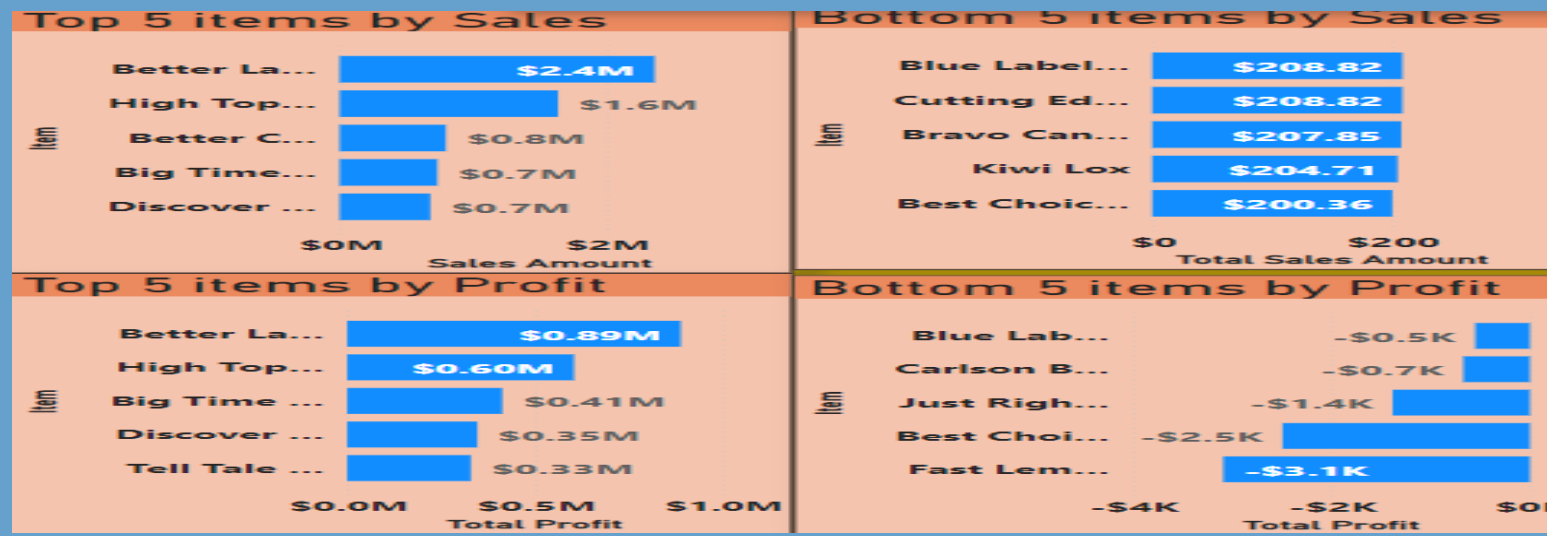 Top 5 items by Sales
Item
Better La... $2.4M
High Top... $1.6M
Better C... $0.8M
Big Time... $0.7M
Discover ... $0.7M
$0M $2M
Sales Amount
Bottom 5 items by Sales
Item
Blue Label... $208.82
Cutting Ed... $208.82
Bravo Can... $207.85
Kiwi Lox $204.71
Best Choic... $200.36
$0 $200
Total Sales Amount
Top 5 items by Profit
Item
Better La... $0.89M
High Top... $0.60M
Big Time ... $0.41M
Discover ... $0.35M
Tell Tale ... $0.33M
$0.0M $0.5M $1.0M
Total Profit
Bottom 5 items by Profit
Item
Blue Lab... -$0.5K
Carlson B... -$0.7K
Just Righ... -$1.4K
Best Choi... -$2.5K
Fast Lem... -$3.1K
-$4K -$2K $0
Total Profit